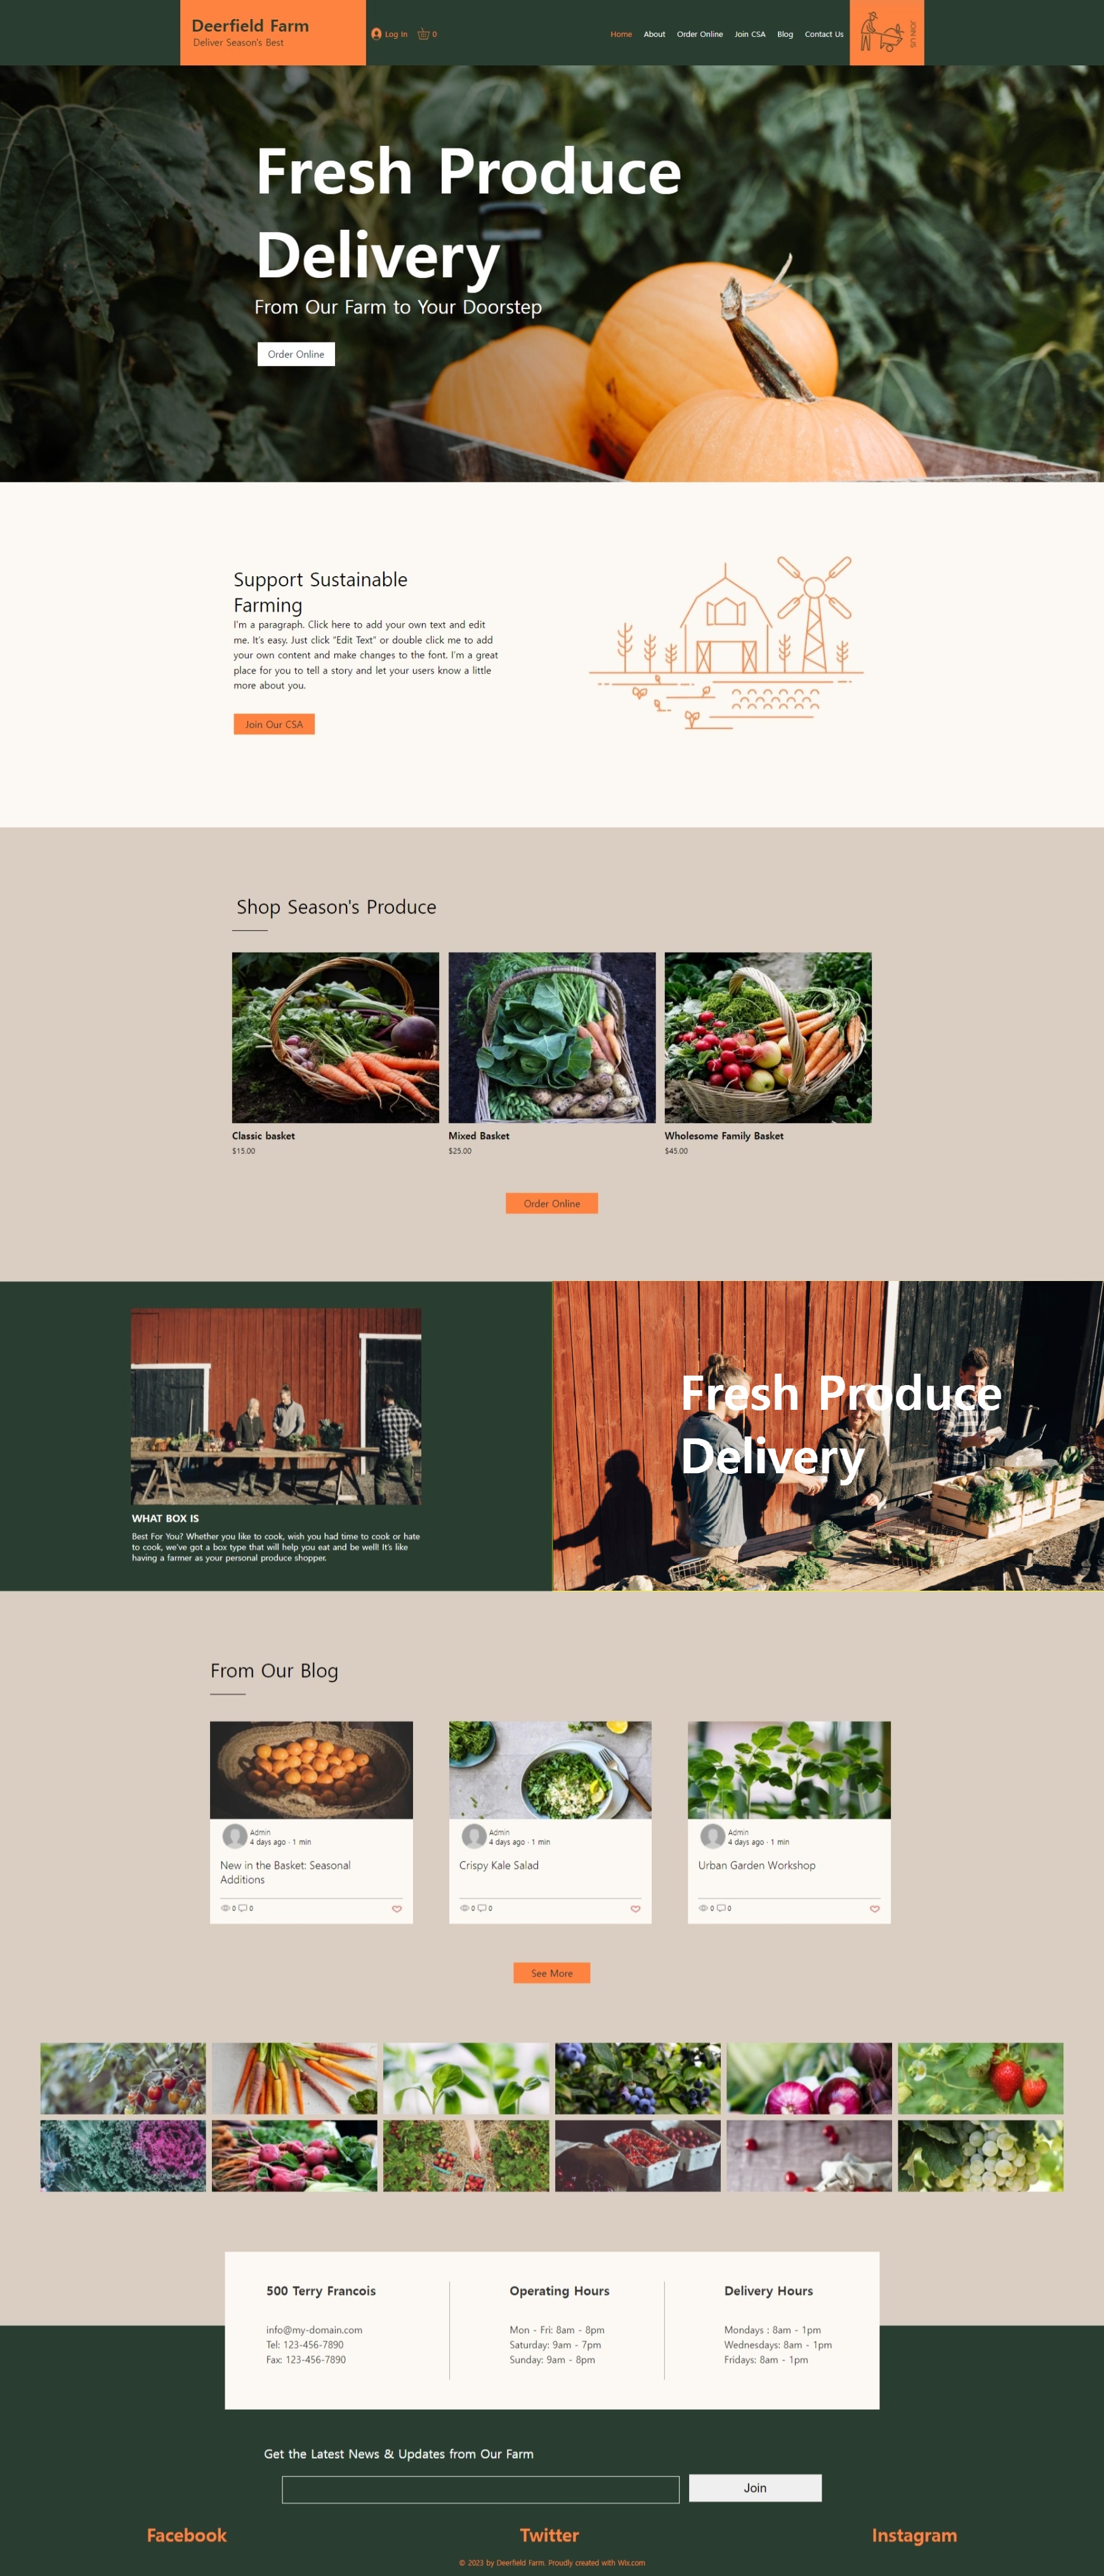 Deerfield Farm
Deliver Season's Best
Log In
0
Home
About
Order Online
Join CSA
Blog
Contact Us
JOIN US
Fresh Produce
Delivery
From Our Farm to Your Doorstep
Order Online
Support Sustainable
Farming
I'm a paragraph. Click here to add your own text and edit
me. It's easy. Just click "Edit Text" or double click me to add
your own content and make changes to the font. I'm a great
place for you to tell a story and let your users know a little
more about you.
Join Our CSA
Shop Season's Produce
Classic basket
$15.00
Mixed Basket
$25.00
Wholesome Family Basket
$45.00
Order Online
WHAT BOX IS
Best For You? Whether you like to cook, wish you had time to cook or hate
to cook, we've got a box type that will help you eat and be well! It's like
having a farmer as your personal produce shopper.
Fresh Produce
Delivery
From Our Blog
Admin
4 days ago · 1 min
New in the Basket: Seasonal
Additions
0
0
Admin
4 days ago · 1 min
Crispy Kale Salad
0
0
Admin
4 days ago · 1 min
Urban Garden Workshop
0
0
See More
500 Terry Francois
info@my-domain.com
Tel: 123-456-7890
Fax: 123-456-7890
Operating Hours
Mon - Fri: 8am - 8pm
Saturday: 9am - 7pm
Sunday: 9am - 8pm
Delivery Hours
Mondays : 8am - 1pm
Wednesdays: 8am - 1pm
Fridays: 8am - 1pm
Get the Latest News & Updates from Our Farm
Join
Facebook
Twitter
Instagram
© 2023 by Deerfield Farm. Proudly created with Wix.com